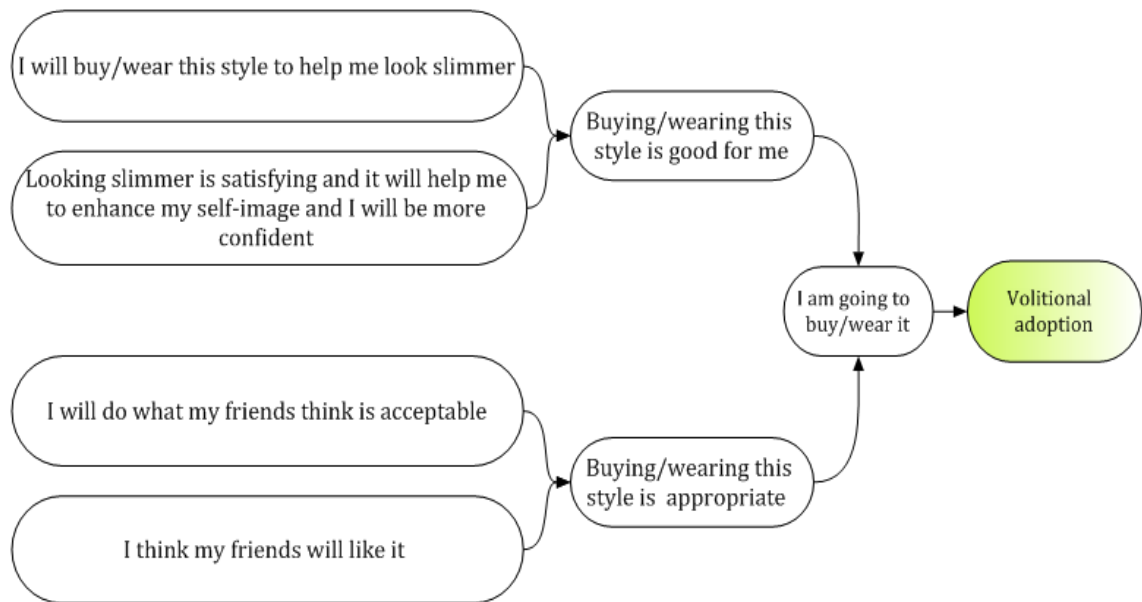 I will buy/wear this style to help me look slimmer
Looking slimmer is satisfying and it will help me
to enhance my self-image and I will be more
confident
Buying/wearing this
style is good for me
I am going to
buy/wear it
Volitional
adoption
I will do what my friends think is acceptable
I think my friends will like it
Buying/wearing this
style is appropriate